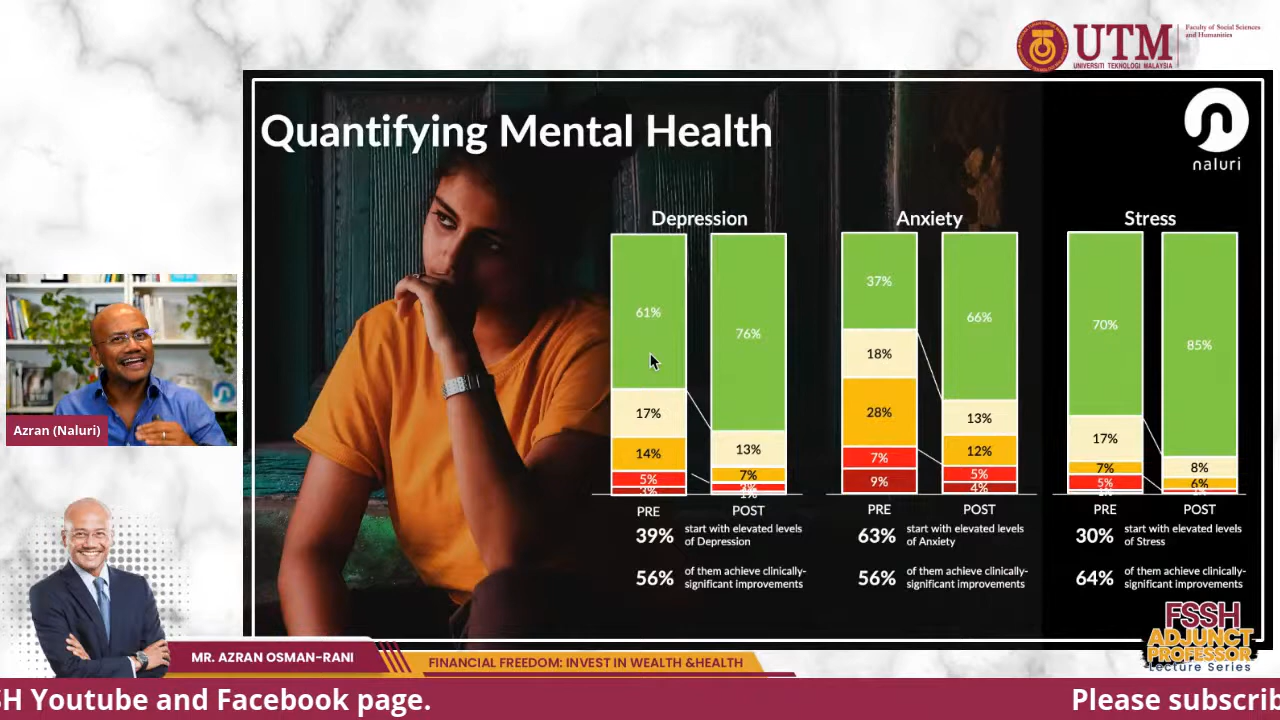 UTM
UNIVERSITI TEKNOLOGI MALAYSIA
Faculty of Social Sciences
and Humanities
Quantifying Mental Health
naluri
Depression
Anxiety
Stress
61%
17%
14%
5%
3%
76%
13%
7%
1%
37%
18%
28%
7%
9%
66%
13%
12%
5%
4%
70%
17%
7%
5%
85%
8%
6%
PRE
POST
PRE
POST
PRE
POST
39%
start with elevated levels
of Depression
56%
of them achieve clinically-
significant improvements
63%
start with elevated levels
of Anxiety
56%
of them achieve clinically-
significant improvements
30%
start with elevated levels
of Stress
64%
of them achieve clinically-
significant improvements
Azran (Naluri)
MR. AZRAN OSMAN-RANI
FINANCIAL FREEDOM: INVEST IN WEALTH &HEALTH
FSSH
ADJUNCT
PROFESSOR
Lecture Series
SH Youtube and Facebook page.
Please subscrib